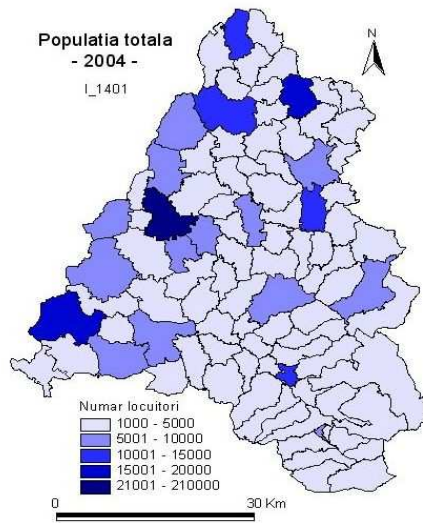 Populatia totala
- 2004 -
I_1401
N
Numar locuitori
1000 - 5000
5001 - 10000
10001 - 15000
15001 - 20000
21001 - 210000
0 30 Km